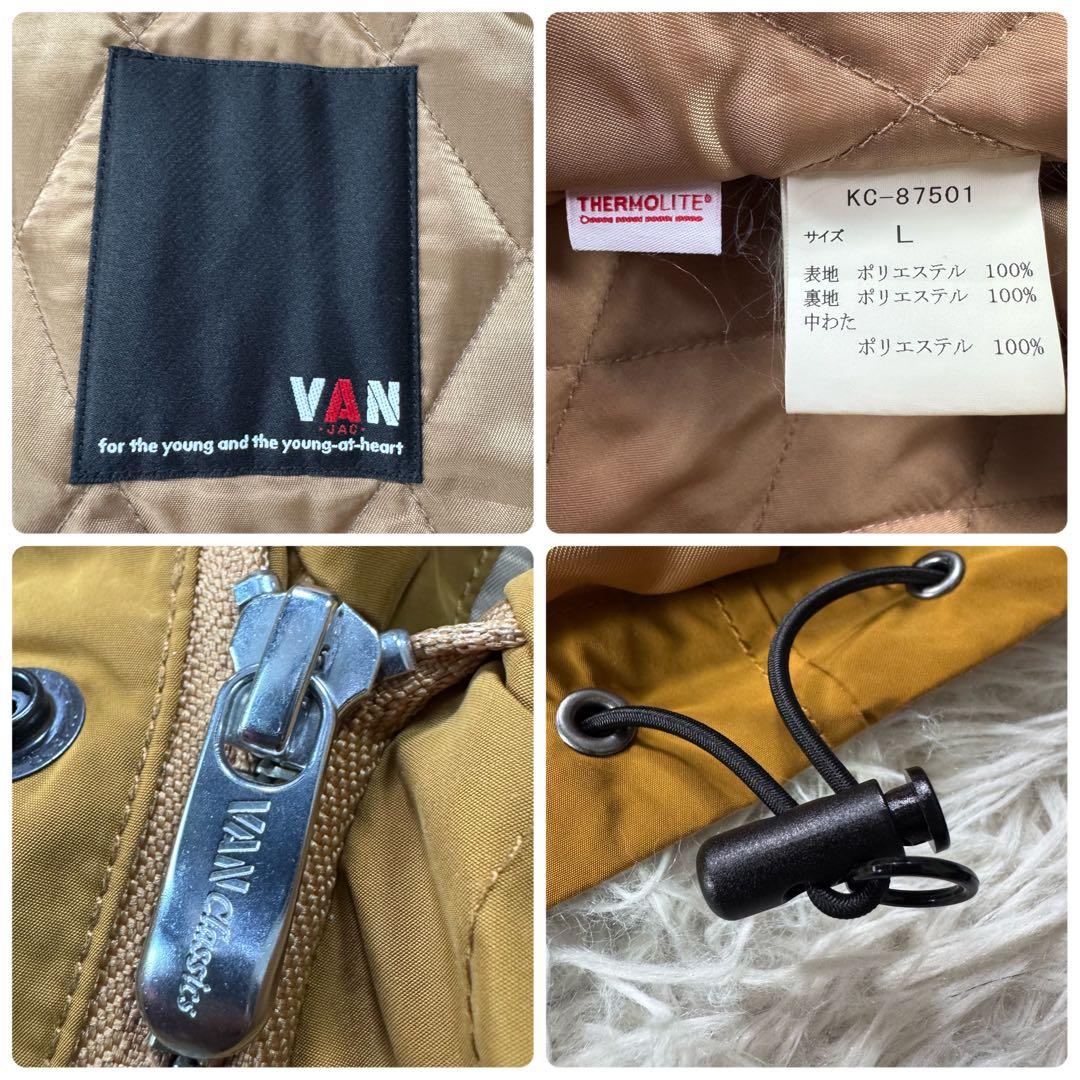 VAN
·JAC·
for the young and the young-at-heart
THERMOLITE®
KC-87501
サイズ L
表地 ポリエステル 100%
裏地 ポリエステル 100%
中わた
ポリエステル 100%
VAN Classics